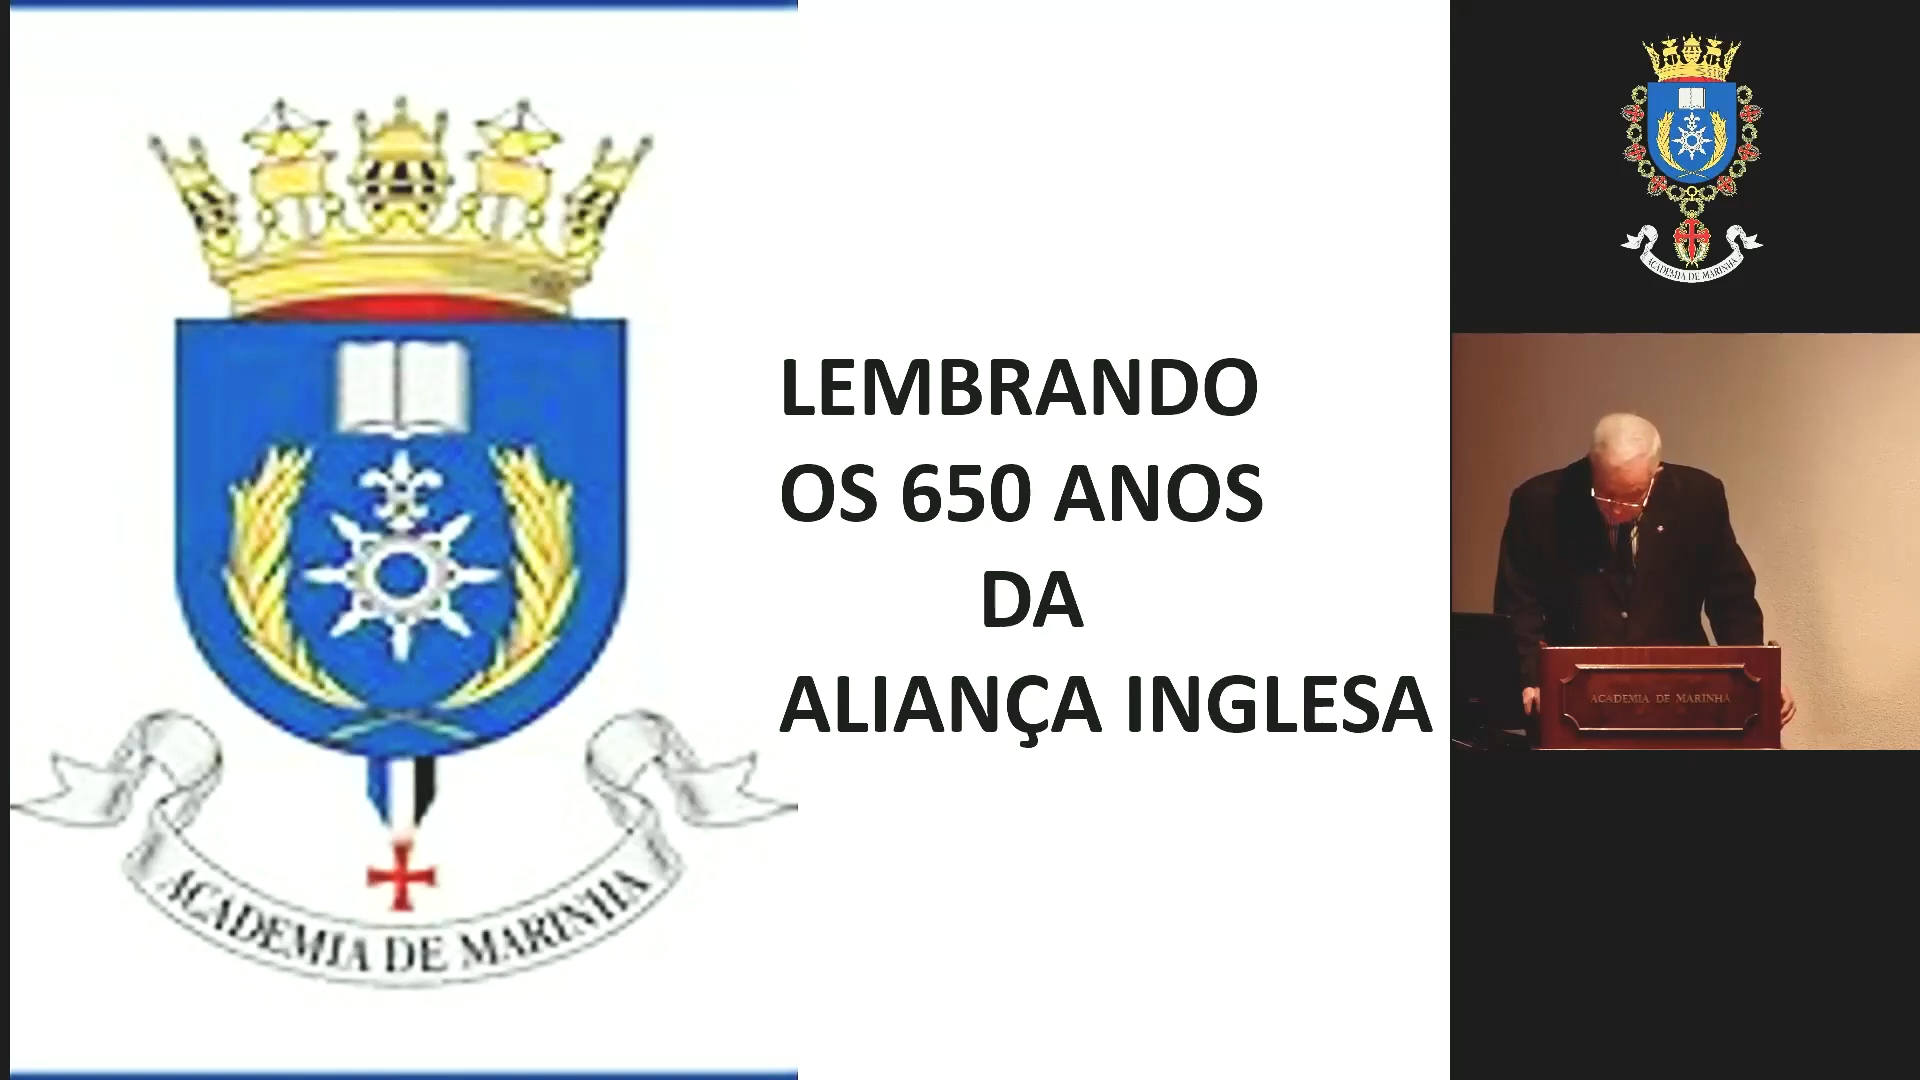 ACADEMIA DE MARINHA
LEMBRANDO
OS 650 ANOS
DA
ALIANÇA INGLESA
ACADEMIA DE MARINHA
ACADEMIA DE MARINHA